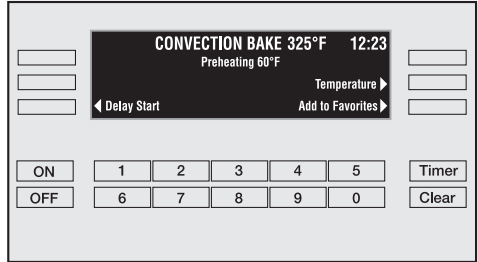 CONVECTION BAKE 325°F 12:23
Preheating 60°F
Temperature
Delay Start Add to Favorites
ON 1 2 3 4 5 Timer
OFF 6 7 8 9 0 Clear